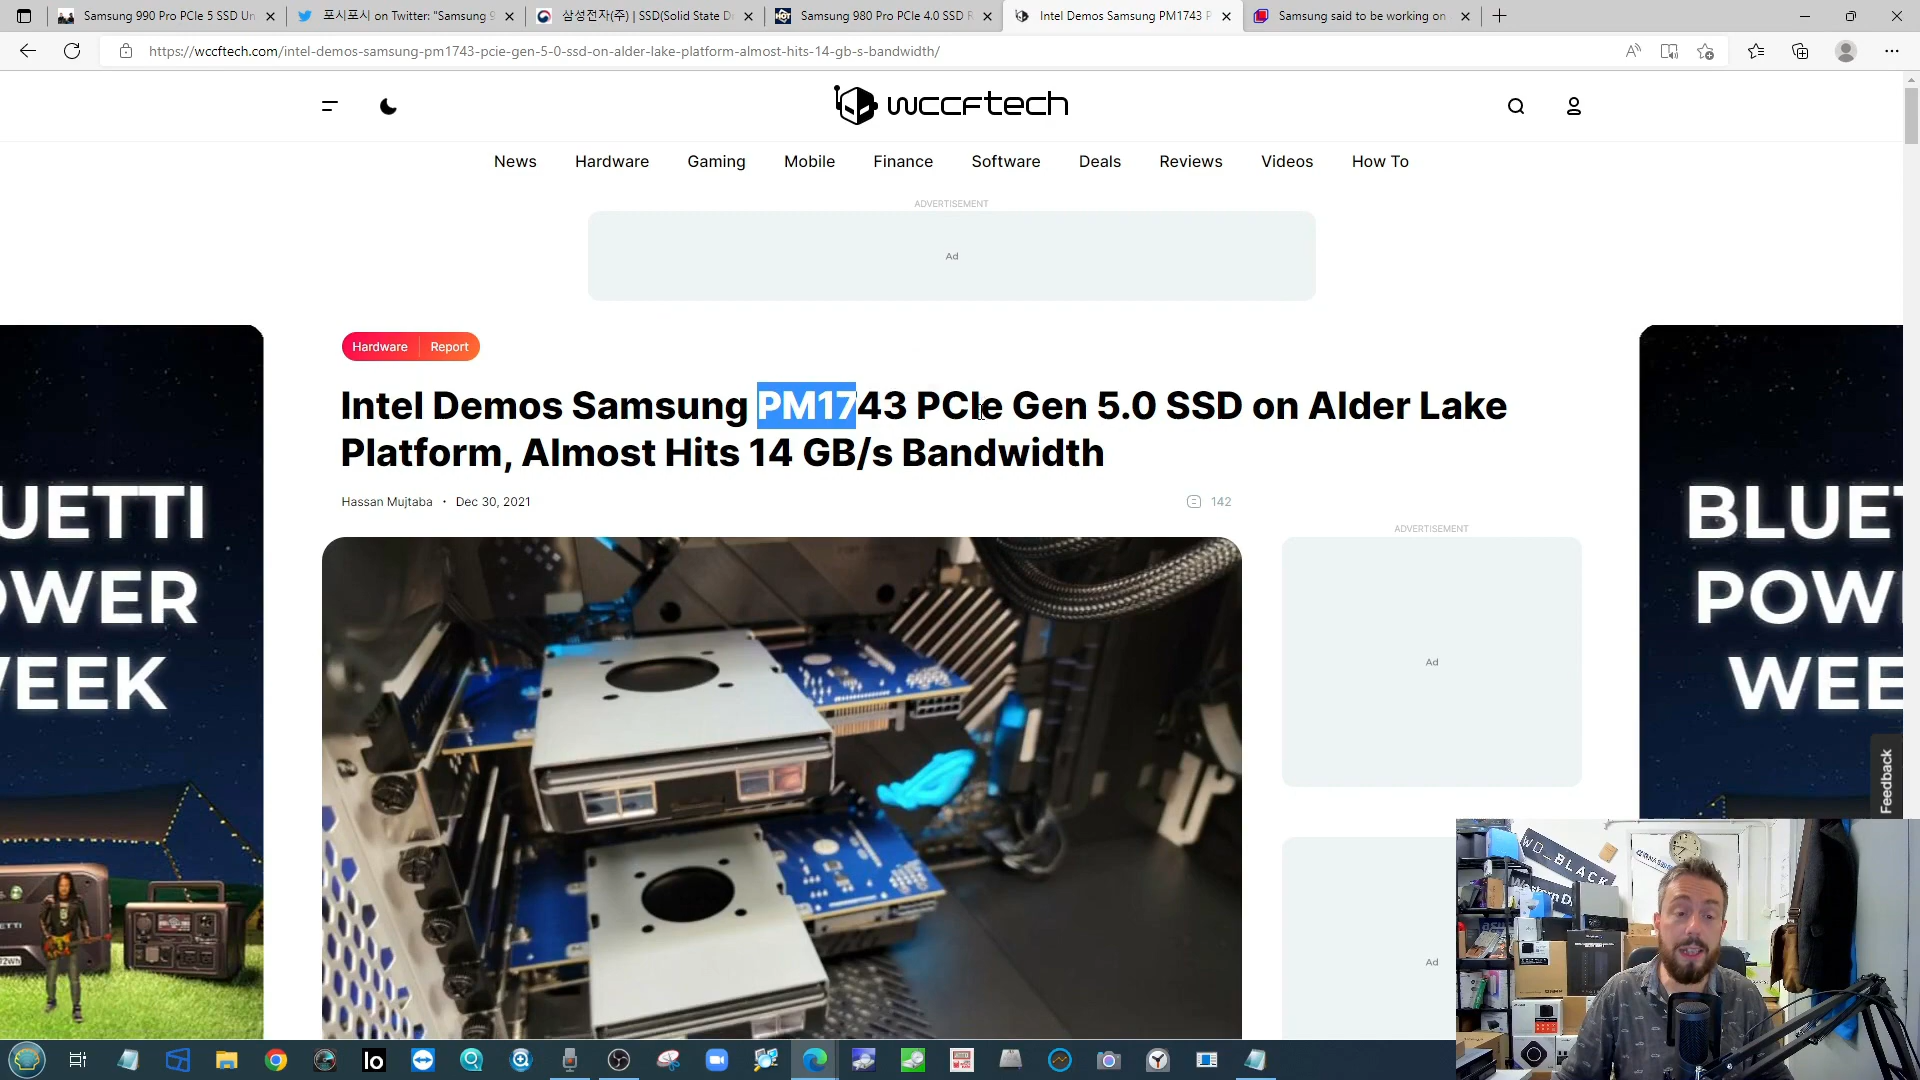 Samsung 990 Pro PCIe 5 SSD Un
포시포시 on Twitter: "Samsung 9
삼성전자(주) | SSD(Solid State D
Samsung 980 Pro PCIe 4.0 SSD R
Intel Demos Samsung PM1743 P
Samsung said to be working on
https://wccftech.com/intel-demos-samsung-pm1743-pcie-gen-5-0-ssd-on-alder-lake-platform-almost-hits-14-gb-s-bandwidth/
wccftech
News Hardware Gaming Mobile Finance Software Deals Reviews Videos How To
ADVERTISEMENT
Ad
Hardware Report
Intel Demos Samsung PM1743 PCIe Gen 5.0 SSD on Alder Lake
Platform, Almost Hits 14 GB/s Bandwidth
Hassan Mujtaba • Dec 30, 2021
142
ADVERTISEMENT
Ad
Ad
UETTI
OWER
WEEK
BLUET
POW
WEE
Feedback
WD_BLACK
Western D
lo